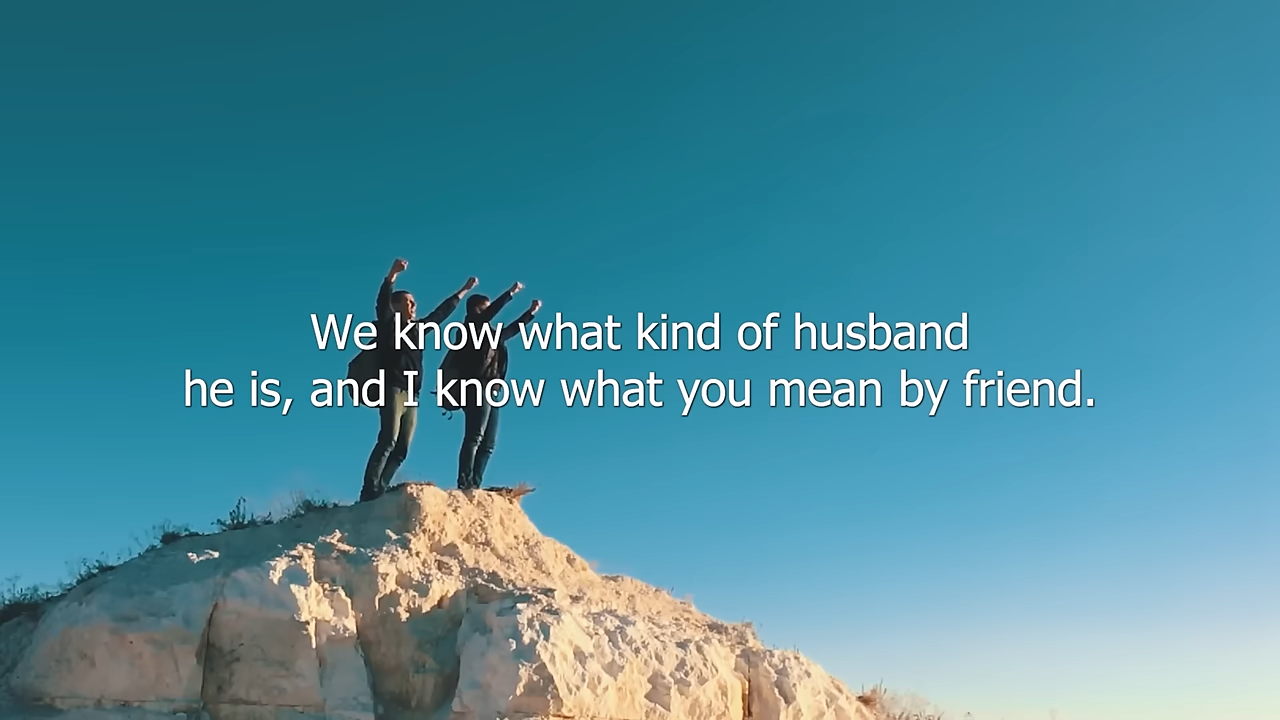 We know what kind of husband
he is, and I know what you mean by friend.